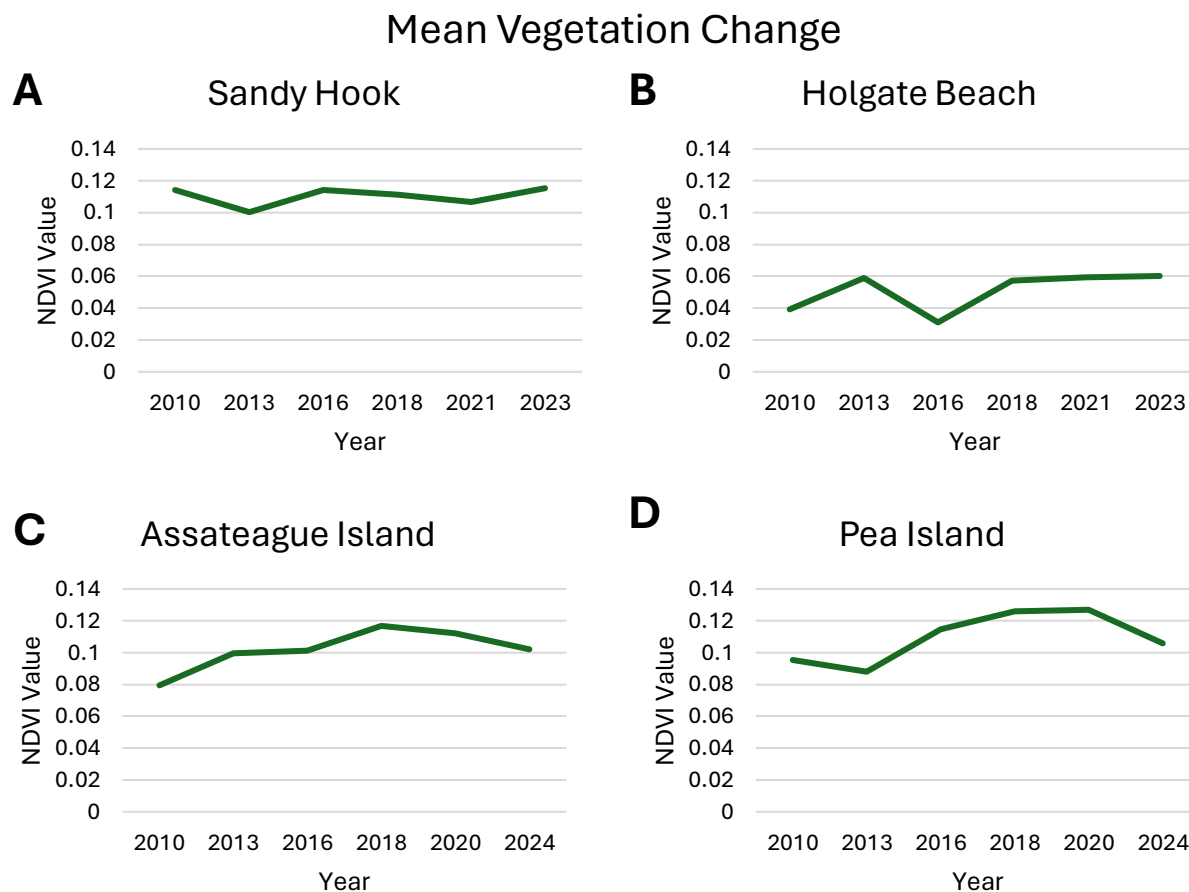 Mean Vegetation Change
A
Sandy Hook
0.14
0.12
0.1
0.08
0.06
0.04
0.02
0
NDVI Value
2010 2013 2016 2018 2021 2023
Year
B
Holgate Beach
0.14
0.12
0.1
0.08
0.06
0.04
0.02
0
NDVI Value
2010 2013 2016 2018 2021 2023
Year
C
Assateague Island
0.14
0.12
0.1
0.08
0.06
0.04
0.02
0
NDVI Value
2010 2013 2016 2018 2020 2024
Year
D
Pea Island
0.14
0.12
0.1
0.08
0.06
0.04
0.02
0
NDVI Value
2010 2013 2016 2018 2020 2024
Year